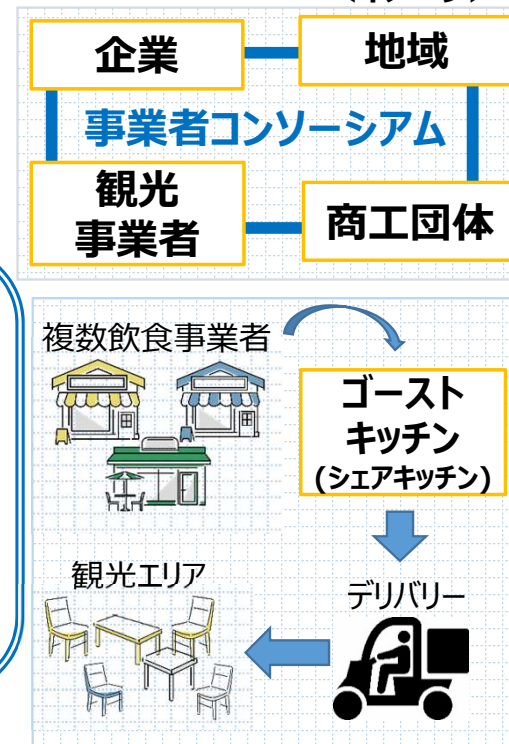 企業
地域
事業者コンソーシアム
観光
事業者
商工団体
複数飲食事業者
ゴースト
キッチン
(シェアキッチン)
観光エリア
デリバリー